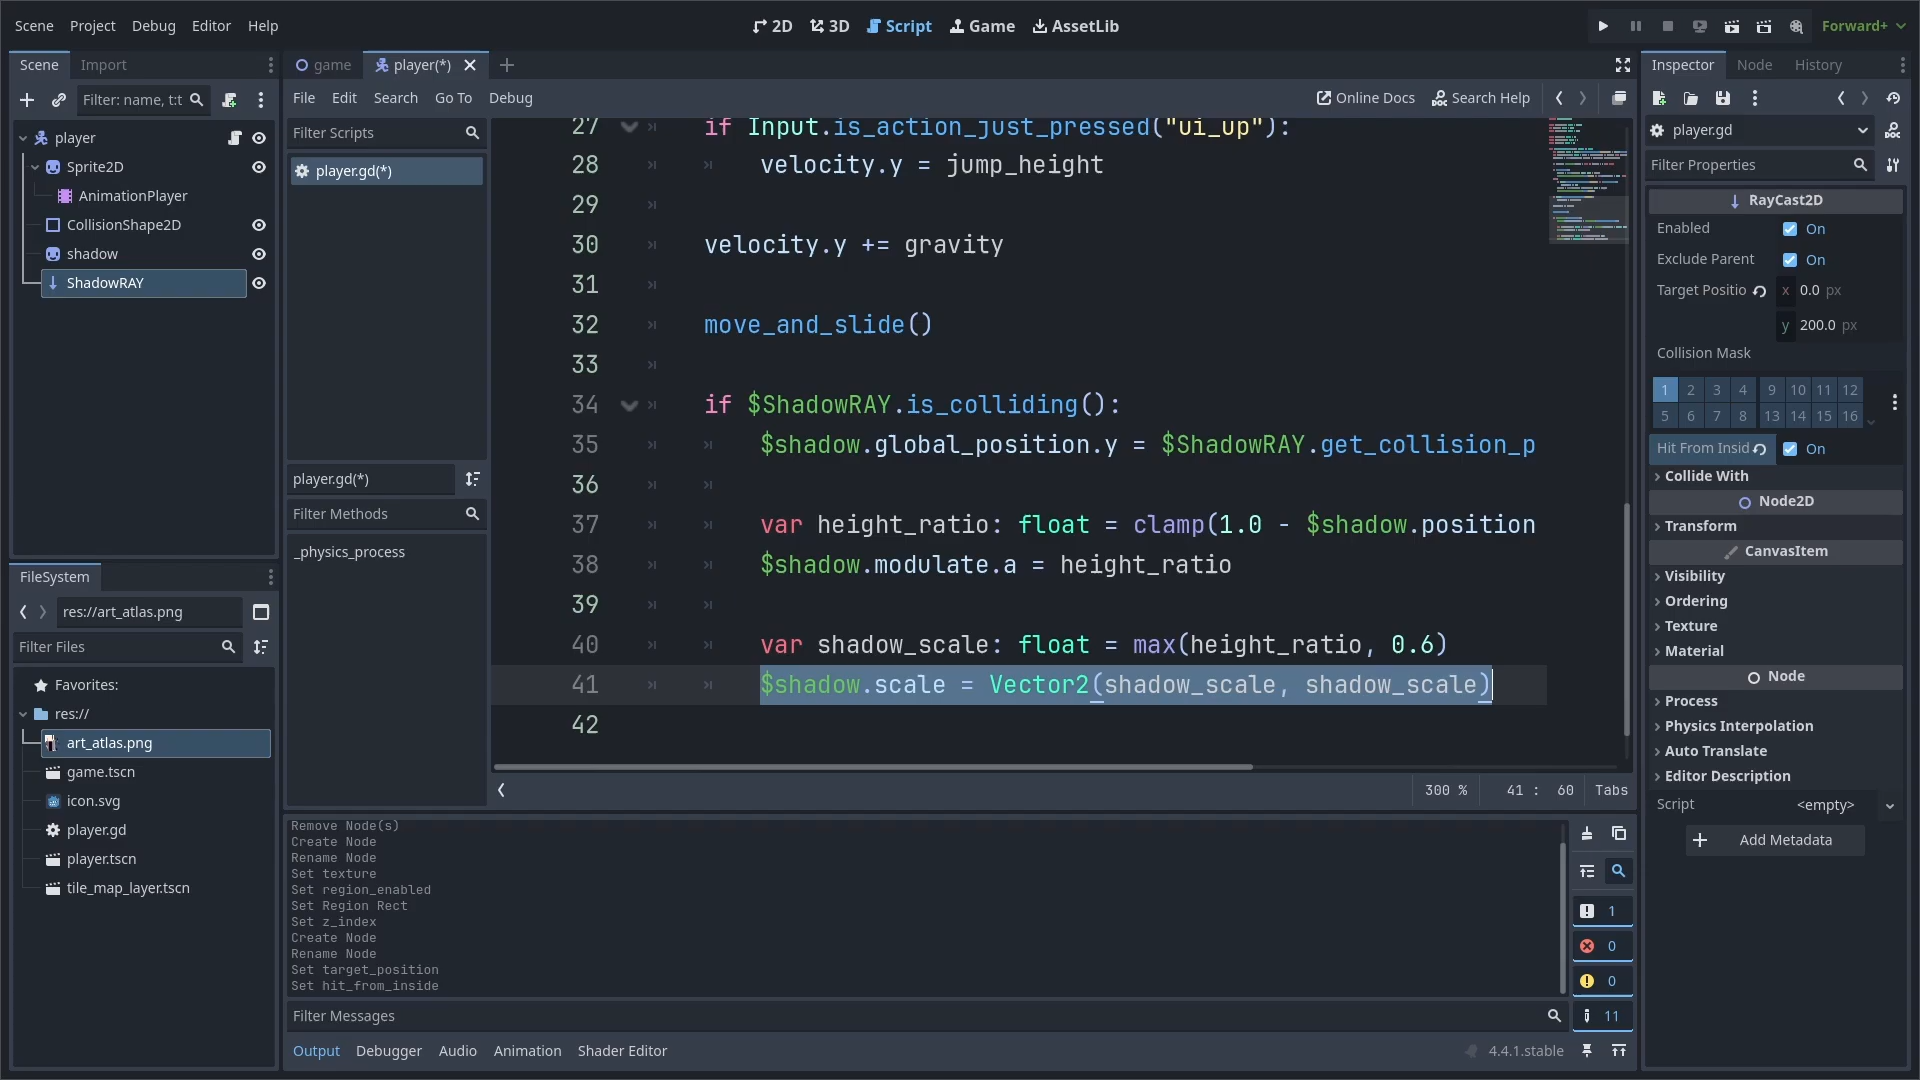 Scene Project Debug Editor Help
2D 3D Script Game AssetLib
Forward+
Scene Import
Filter: name, t:t
player
Sprite2D
AnimationPlayer
CollisionShape2D
shadow
ShadowRAY
FileSystem
res://art_atlas.png
Filter Files
Favorites:
res://
art_atlas.png
game.tscn
icon.svg
player.gd
player.tscn
tile_map_layer.tscn
game player(*)
File Edit Search Go To Debug
Online Docs Search Help
Filter Scripts
player.gd(*)
player.gd(*)
Filter Methods
_physics_process
27 if Input.is_action_just_pressed("ui_up"):
28 velocity.y = jump_height
29
30 velocity.y += gravity
31
32 move_and_slide()
33
34 if $ShadowRAY.is_colliding():
35 $shadow.global_position.y = $ShadowRAY.get_collision_p
36
37 var height_ratio: float = clamp(1.0 - $shadow.position
38 $shadow.modulate.a = height_ratio
39
40 var shadow_scale: float = max(height_ratio, 0.6)
41 $shadow.scale = Vector2(shadow_scale, shadow_scale)
42
300 % 41 : 60 Tabs
Remove Node(s)
Create Node
Rename Node
Set texture
Set region_enabled
Set Region Rect
Set z_index
Create Node
Rename Node
Set target_position
Set hit_from_inside
Filter Messages
1
0
0
11
Output Debugger Audio Animation Shader Editor
4.4.1.stable
Inspector Node History
player.gd
Filter Properties
RayCast2D
Enabled On
Exclude Parent On
Target Positio x 0.0 px
y 200.0 px
Collision Mask
1 2 3 4 9 10 11 12
5 6 7 8 13 14 15 16
Hit From Insid On
Collide With
Node2D
Transform
CanvasItem
Visibility
Ordering
Texture
Material
Node
Process
Physics Interpolation
Auto Translate
Editor Description
Script <empty>
Add Metadata